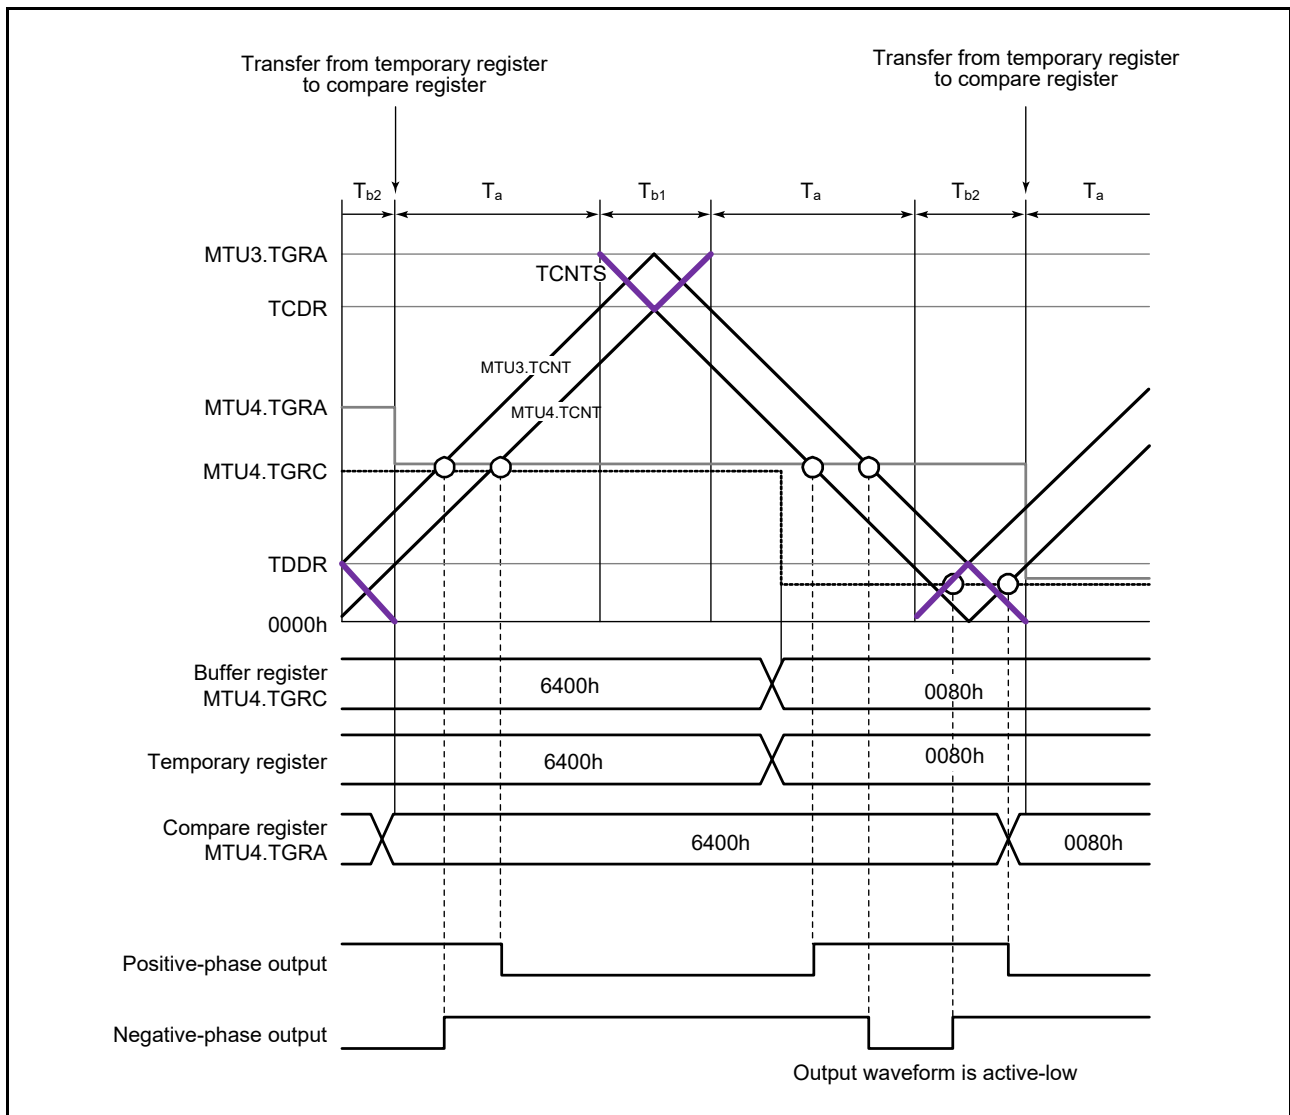 Transfer from temporary register
to compare register
Transfer from temporary register
to compare register
Tb2
Ta
Tb1
Ta
Tb2
Ta
MTU3.TGRA
TCNTS
TCDR
MTU3.TCNT
MTU4.TGRA
MTU4.TCNT
MTU4.TGRC
TDDR
0000h
Buffer register
MTU4.TGRC
6400h
0080h
Temporary register
6400h
0080h
Compare register
MTU4.TGRA
6400h
0080h
Positive-phase output
Negative-phase output
Output waveform is active-low